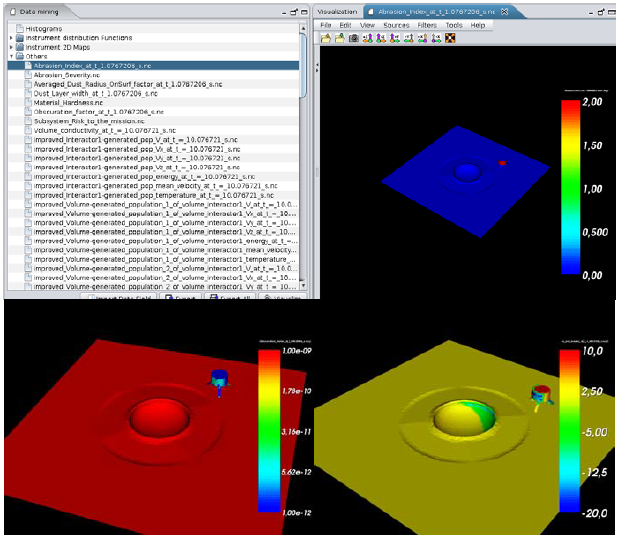 Data mining
Histograms
Instrument distribution Functions
Instrument 2D Maps
Others
Abrasion_Index_at_t_1.0767206_s.nc
Abrasion_Severity.nc
Averaged_Dust_Radius_OnSurf_factor_at_t_1.0767206_s.nc
Dust_Layer_width_at_t_1.0767206_s.nc
Material_Hardness.nc
Obscuration_factor_at_t_1.0767206_s.nc
Subsystem_Risk_to_the_mission.nc
Volume_conductivity_at_t_=_10.076721_s.nc
improved_Interactor1-generated_pop_V_at_t_=_10.076721_s.nc
improved_Interactor1-generated_pop_Vx_at_t_=_10.076721_s.nc
improved_Interactor1-generated_pop_Vy_at_t_=_10.076721_s.nc
improved_Interactor1-generated_pop_Vz_at_t_=_10.076721_s.nc
improved_Interactor1-generated_pop_energy_at_t_=_10.076721_s.nc
improved_Interactor1-generated_pop_mean_velocity_at_t_=_10.076721_s.nc
improved_Interactor1-generated_pop_temperature_at_t_=_10.076721_s.nc
improved_Volume-generated_population_1_of_volume_interactor1_V_at_t_=_10.0...
improved_Volume-generated_population_1_of_volume_interactor1_Vx_at_t_=_10....
improved_Volume-generated_population_1_of_volume_interactor1_Vy_at_t_=_10....
improved_Volume-generated_population_1_of_volume_interactor1_Vz_at_t_=_10....
improved_Volume-generated_population_1_of_volume_interactor1_energy_at_t_=...
improved_Volume-generated_population_1_of_volume_interactor1_mean_velocity...
improved_Volume-generated_population_1_of_volume_interactor1_temperature_...
improved_Volume-generated_population_2_of_volume_interactor1_V_at_t_=_10.0...
improved_Volume-generated_population_2_of_volume_interactor1_Vx_at_t_=_10....
improved_Volume-generated_population_2_of_volume_interactor1_Vy_at_t_=_10....
Import Data Field Export Export All Visualize
Visualization Abrasion_Index_at_t_1.0767206_s.nc
File Edit View Sources Filters Tools Help
2,00
1,50
1,00
0,500
0,00
1,00e-09
1,78e-10
3,16e-11
5,62e-12
1,00e-12
10,0
2,50
-5,00
-12,5
-20,0